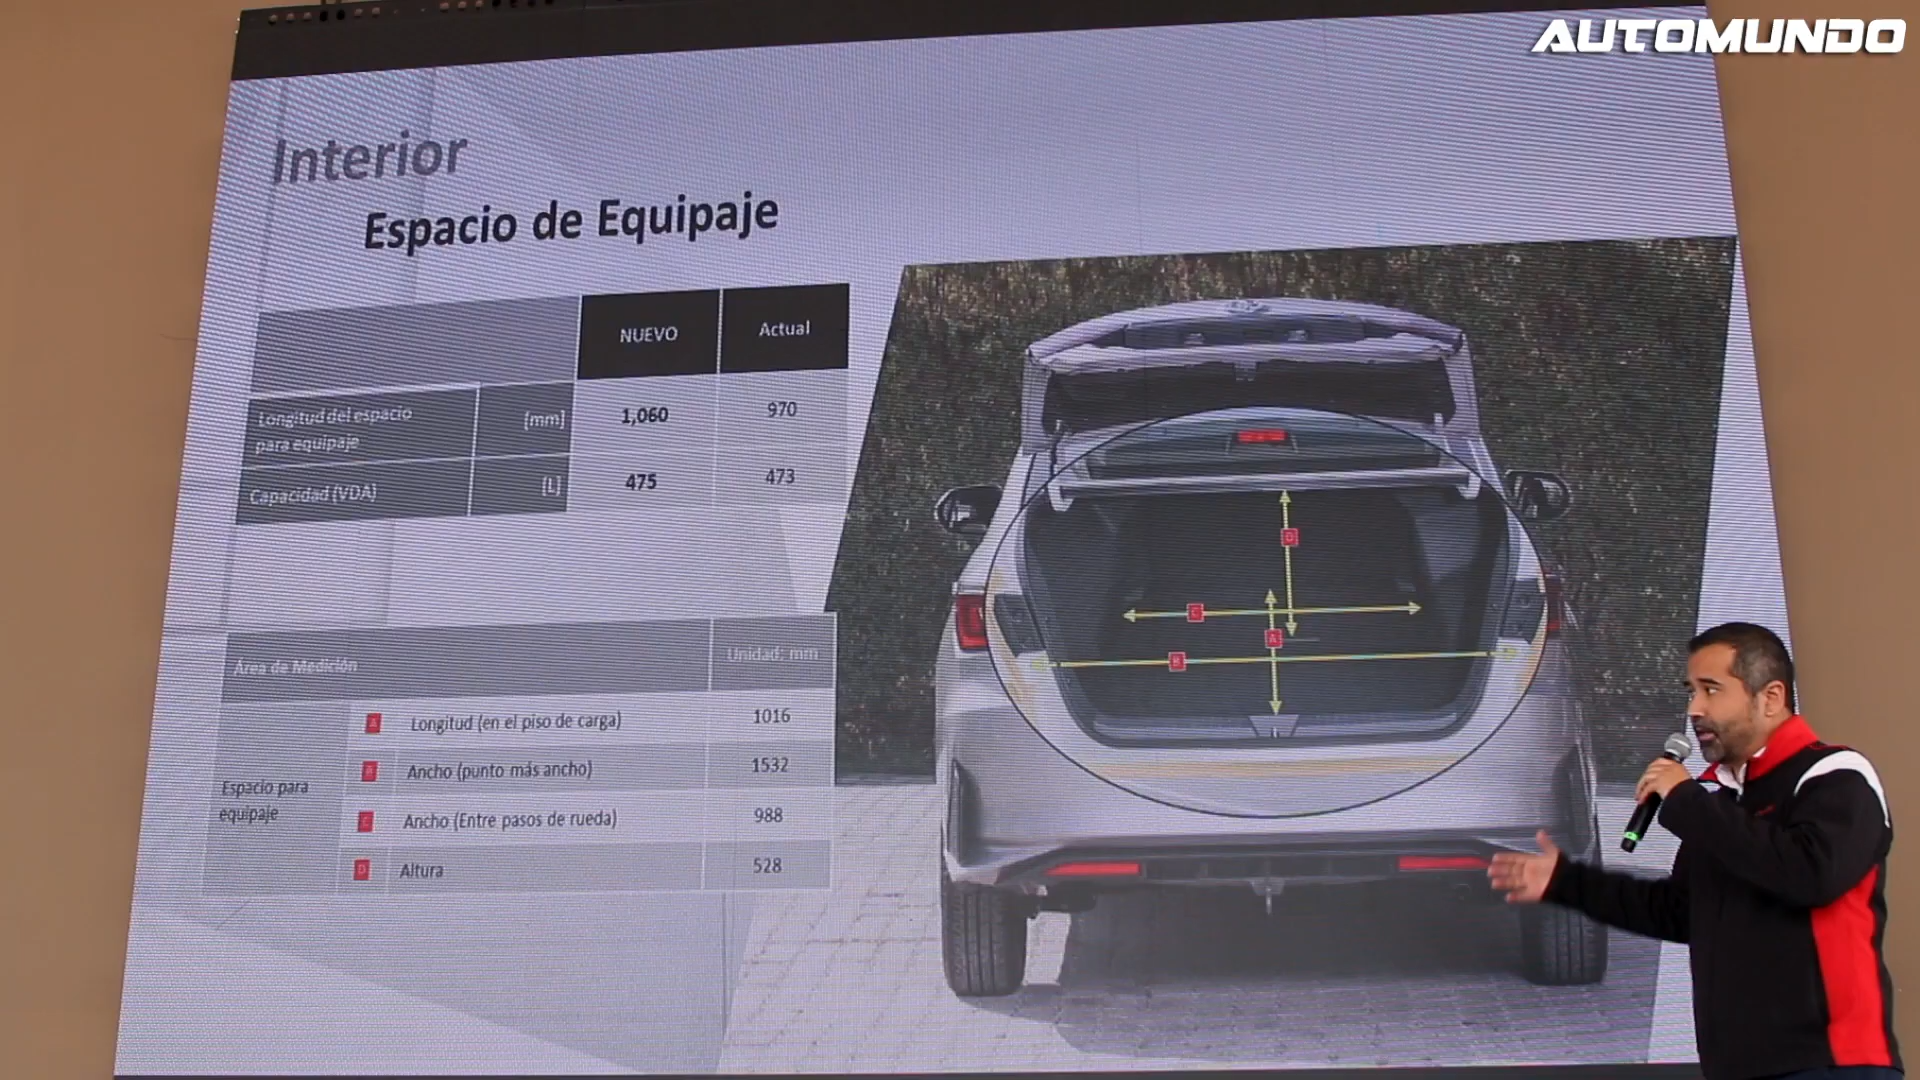 AUTOMUNDO
Interior
Espacio de Equipaje
NUEVO Actual
Longitud del espacio
para equipaje [mm] 1,060 970
Capacidad (VDA) [L] 475 473
Área de Medición Unidad: mm
Espacio para
equipaje
A Longitud (en el piso de carga) 1016
B Ancho (punto más ancho) 1532
C Ancho (Entre pasos de rueda) 988
D Altura 528
D
C
A
B